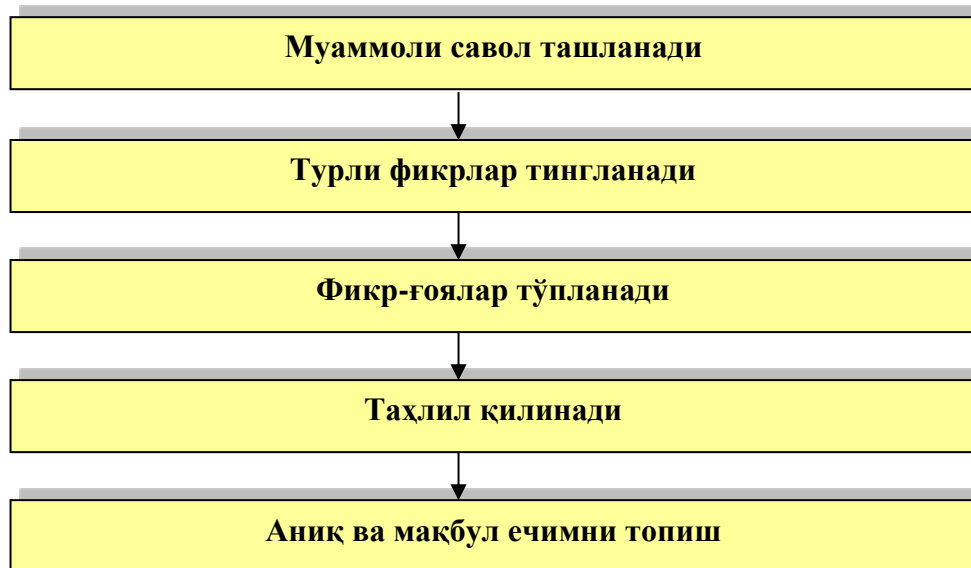 Муаммоли савол ташланади
Турли фикрлар тингланади
Фикр-ғоялар тўпланади
Таҳлил қилинади
Аниқ ва мақбул ечимни топиш